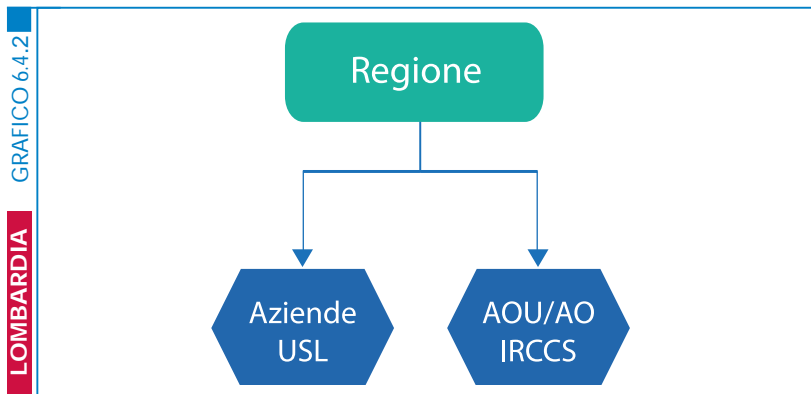 GRAFICO 6.4.2
LOMBARDIA
Regione
Aziende
USL
AOU/AO
IRCCS